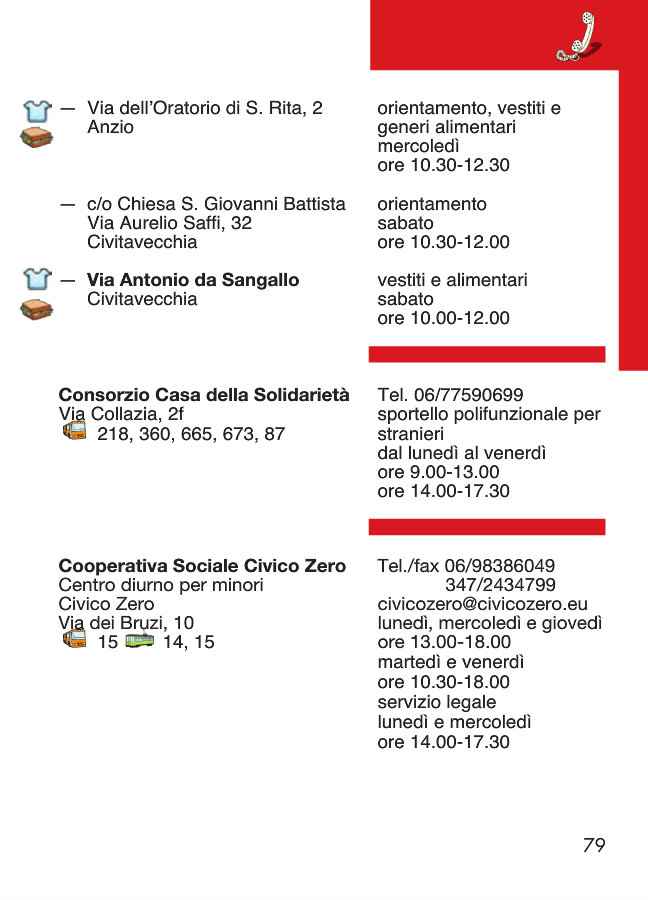 — Via dell'Oratorio di S. Rita, 2
Anzio
orientamento, vestiti e
generi alimentari
mercoledì
ore 10.30-12.30
— c/o Chiesa S. Giovanni Battista
Via Aurelio Saffi, 32
Civitavecchia
orientamento
sabato
ore 10.30-12.00
— Via Antonio da Sangallo
Civitavecchia
vestiti e alimentari
sabato
ore 10.00-12.00
Consorzio Casa della Solidarietà
Via Collazia, 2f
218, 360, 665, 673, 87
Tel. 06/77590699
sportello polifunzionale per
stranieri
dal lunedì al venerdì
ore 9.00-13.00
ore 14.00-17.30
Cooperativa Sociale Civico Zero
Centro diurno per minori
Civico Zero
Via dei Bruzi, 10
15 14, 15
Tel./fax 06/98386049
347/2434799
civicozero@civicozero.eu
lunedì, mercoledì e giovedì
ore 13.00-18.00
martedì e venerdì
ore 10.30-18.00
servizio legale
lunedì e mercoledì
ore 14.00-17.30
79